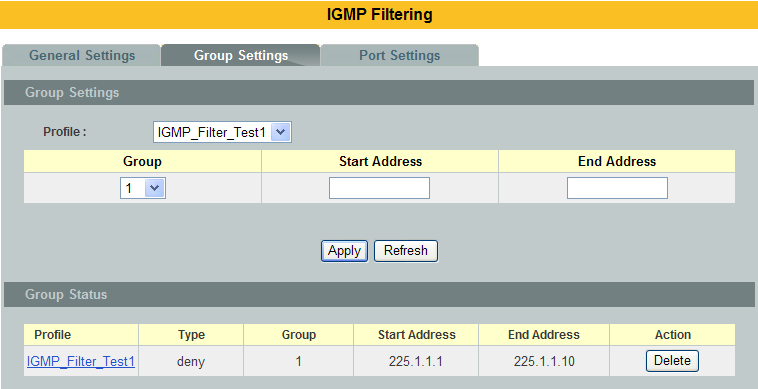 IGMP Filtering
General Settings Group Settings Port Settings
Group Settings
Profile : IGMP_Filter_Test1
Group Start Address End Address
1
Apply Refresh
Group Status
Profile Type Group Start Address End Address Action
IGMP_Filter_Test1 deny 1 225.1.1.1 225.1.1.10 Delete